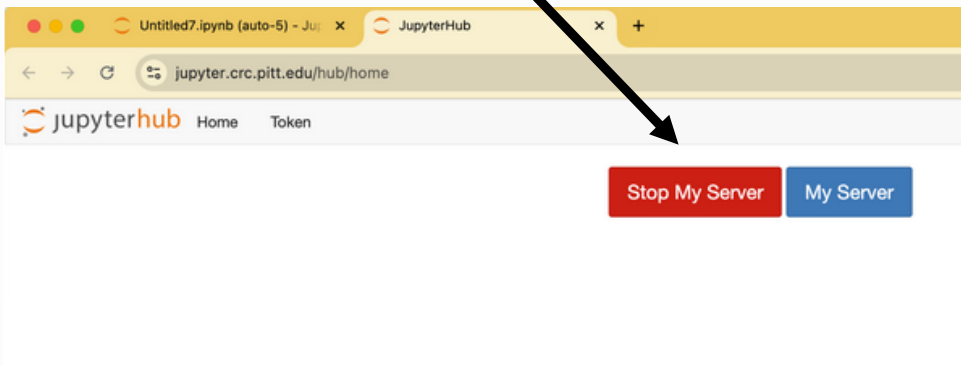 Untitled7.ipynb (auto-5) - Ju
JupyterHub
jupyter.crc.pitt.edu/hub/home
jupyterhub Home Token
Stop My Server My Server